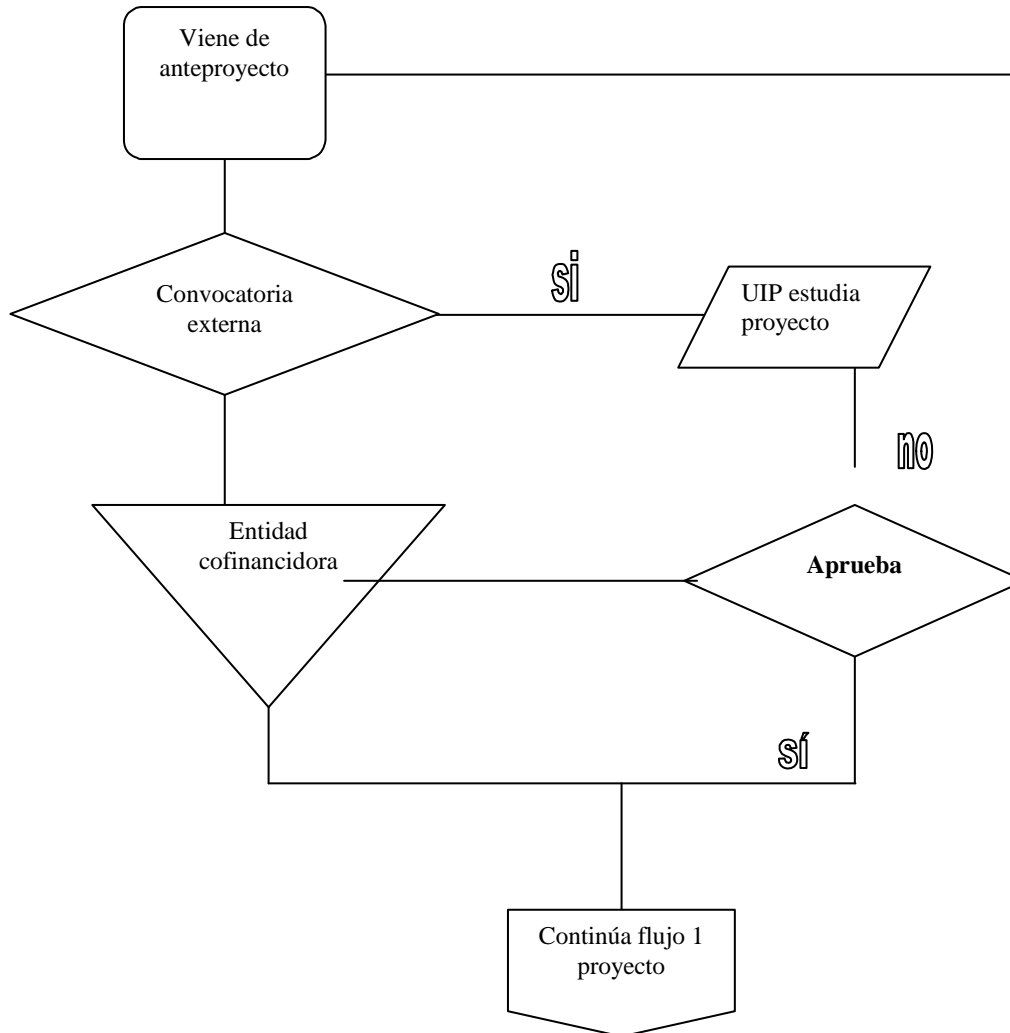 Viene de
anteproyecto
Convocatoria
externa
si
UIP estudia
proyecto
no
Entidad
cofinancidora
Aprueba
sí
Continúa flujo 1
proyecto